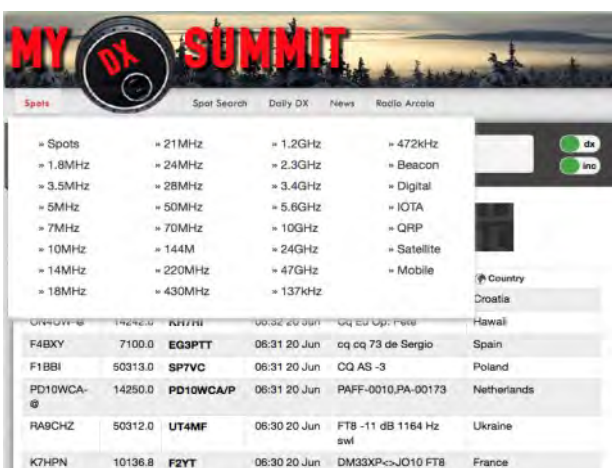 MY DX SUMMIT
Spots Spot Search Daily DX News Radio Arcala
» Spots » 21MHz » 1.2GHz » 472kHz
dx
» 1.8MHz » 24MHz » 2.3GHz » Beacon
inc
» 3.5MHz » 28MHz » 3.4GHz » Digital
» 5MHz » 50MHz » 5.6GHz » IOTA
» 7MHz » 70MHz » 10GHz » QRP
» 10MHz » 144M » 24GHz » Satellite
» 14MHz » 220MHz » 47GHz » Mobile
» 18MHz » 430MHz » 137kHz
Country
Croatia
14242.0 KH7HI 06:32 20 Jun Hawaii
F4BXY 7100.0 EG3PTT 06:31 20 Jun cq cq 73 de Sergio Spain
F1BBI 50313.0 SP7VC 06:31 20 Jun CQ AS -3 Poland
PD10WCA- 14250.0 PD10WCA/P 06:31 20 Jun PAFF-0010,PA-00173 Netherlands
@
RA9CHZ 50312.0 UT4MF 06:30 20 Jun FT8 -11 dB 1164 Hz Ukraine
swl
K7HPN 10136.8 F2YT 06:30 20 Jun DM33XP<>JO10 FT8 France